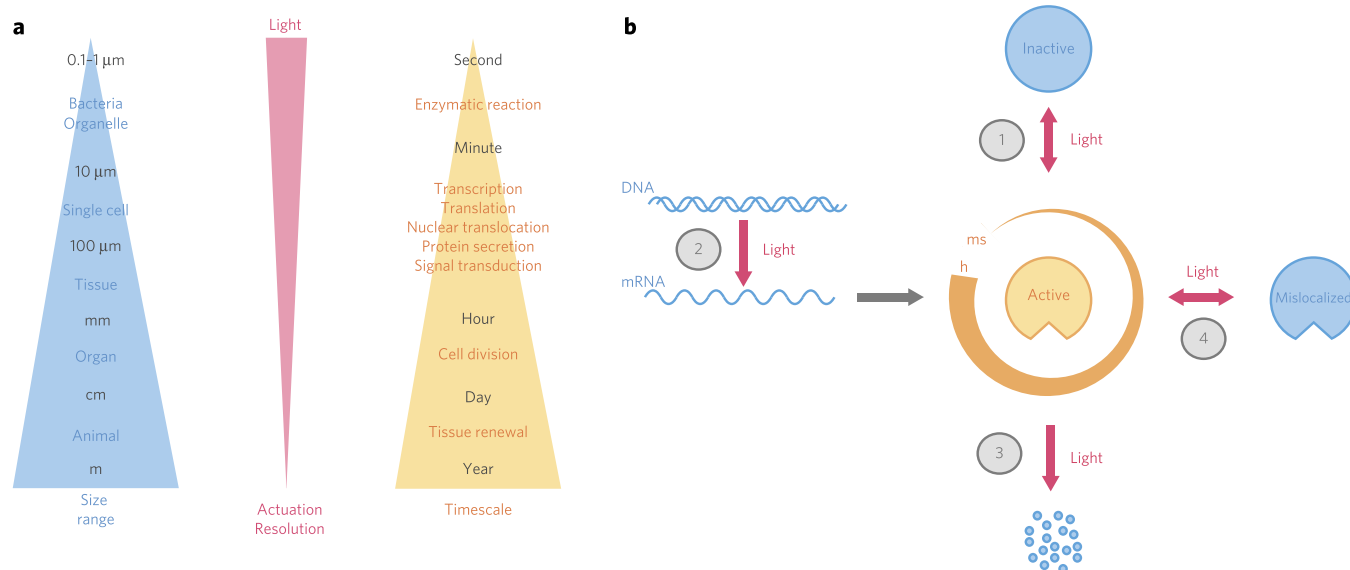 a
0.1–1 µm
Bacteria
Organelle
10 µm
Single cell
100 µm
Tissue
mm
Organ
cm
Animal
m
Size
range
Light
Actuation
Resolution
Second
Enzymatic reaction
Minute
Transcription
Translation
Nuclear translocation
Protein secretion
Signal transduction
Hour
Cell division
Day
Tissue renewal
Year
Timescale
b
Inactive
1
Light
DNA
2
Light
mRNA
ms
h
Active
Light
4
Mislocalized
3
Light